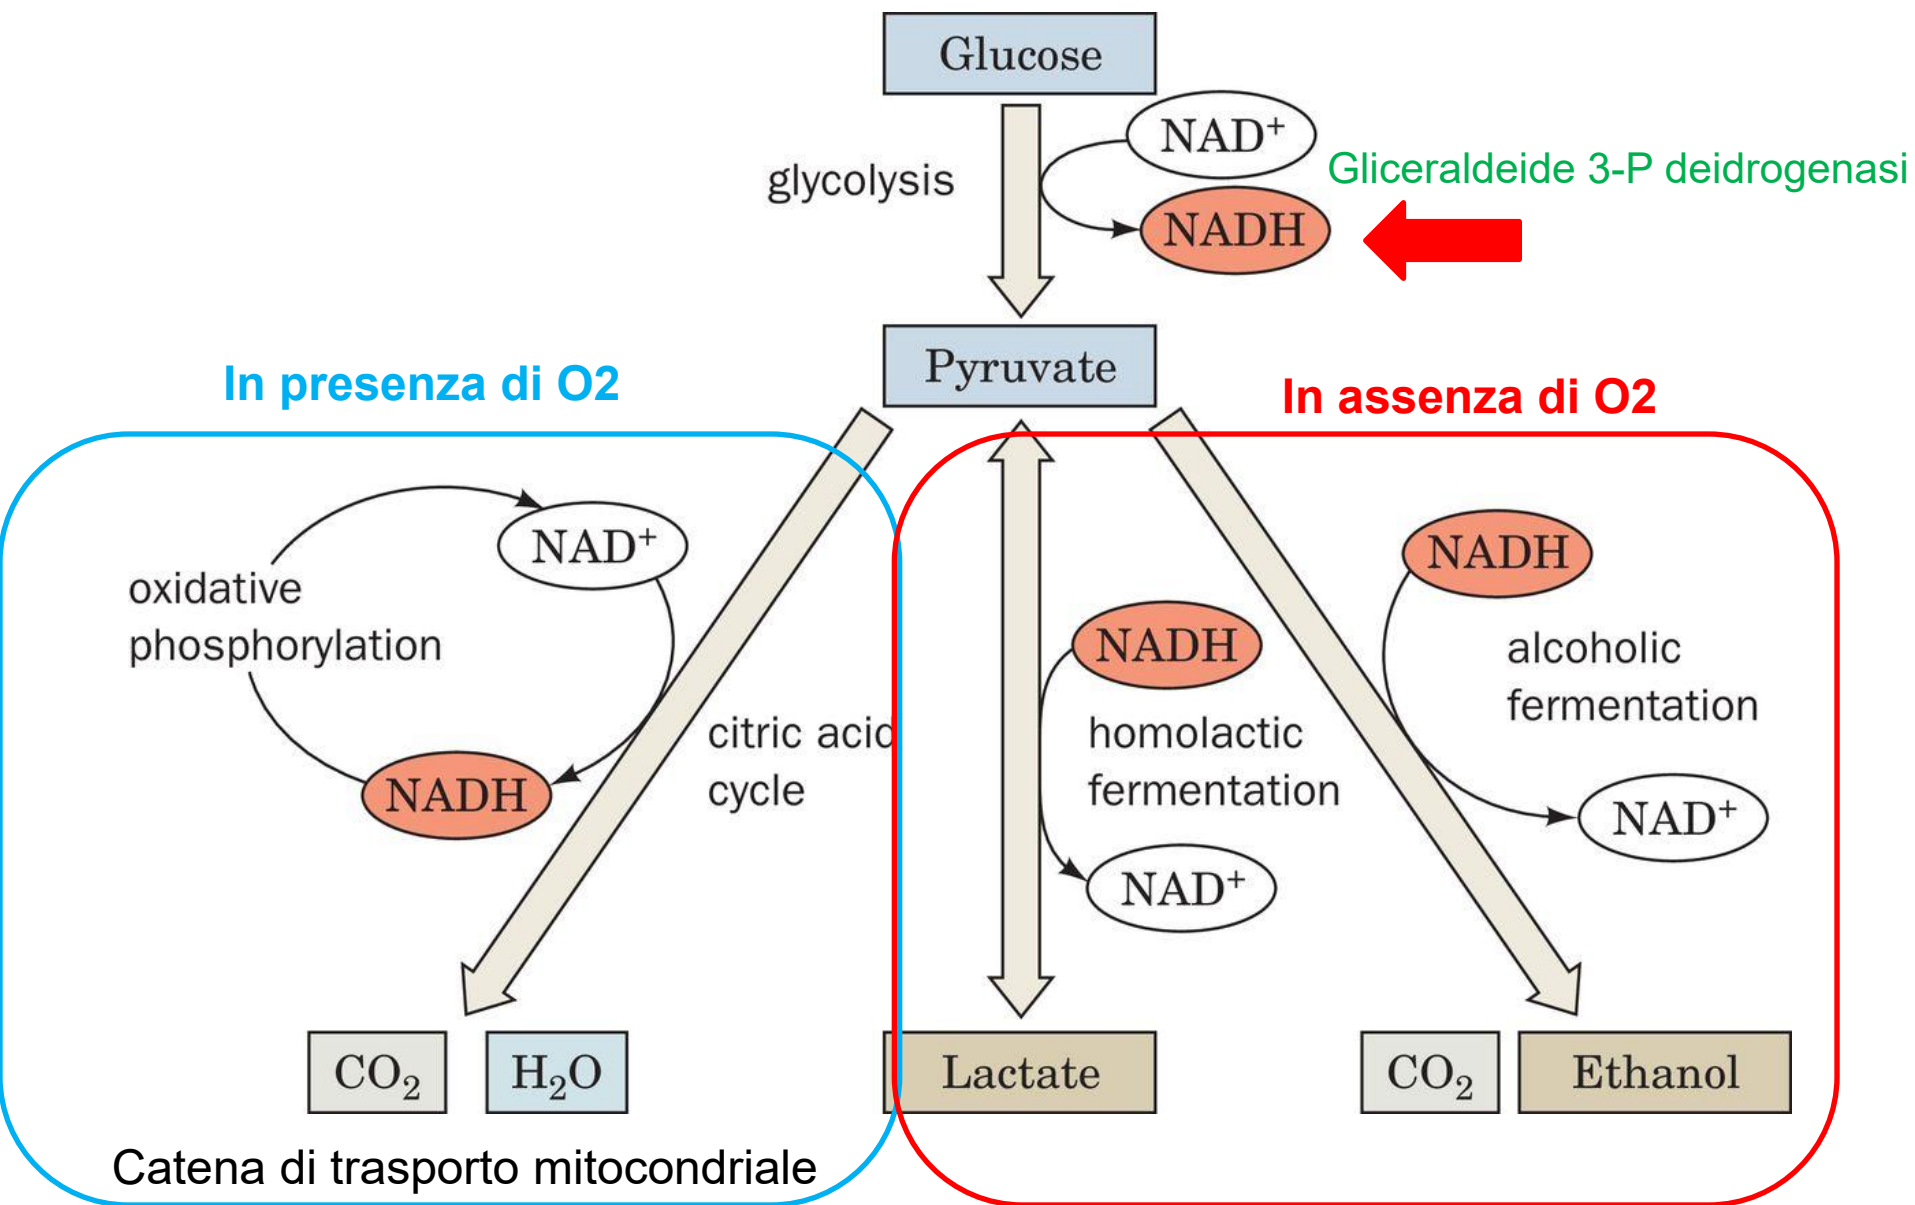 Glucose
NAD⁺
glycolysis
Gliceraldeide 3-P deidrogenasi
NADH
Pyruvate
In presenza di O2
In assenza di O2
NAD⁺
oxidative
phosphorylation
NADH
citric acid
cycle
NADH
homolactic
fermentation
NAD⁺
NADH
alcoholic
fermentation
NAD⁺
CO₂
H₂O
Lactate
CO₂
Ethanol
Catena di trasporto mitocondriale